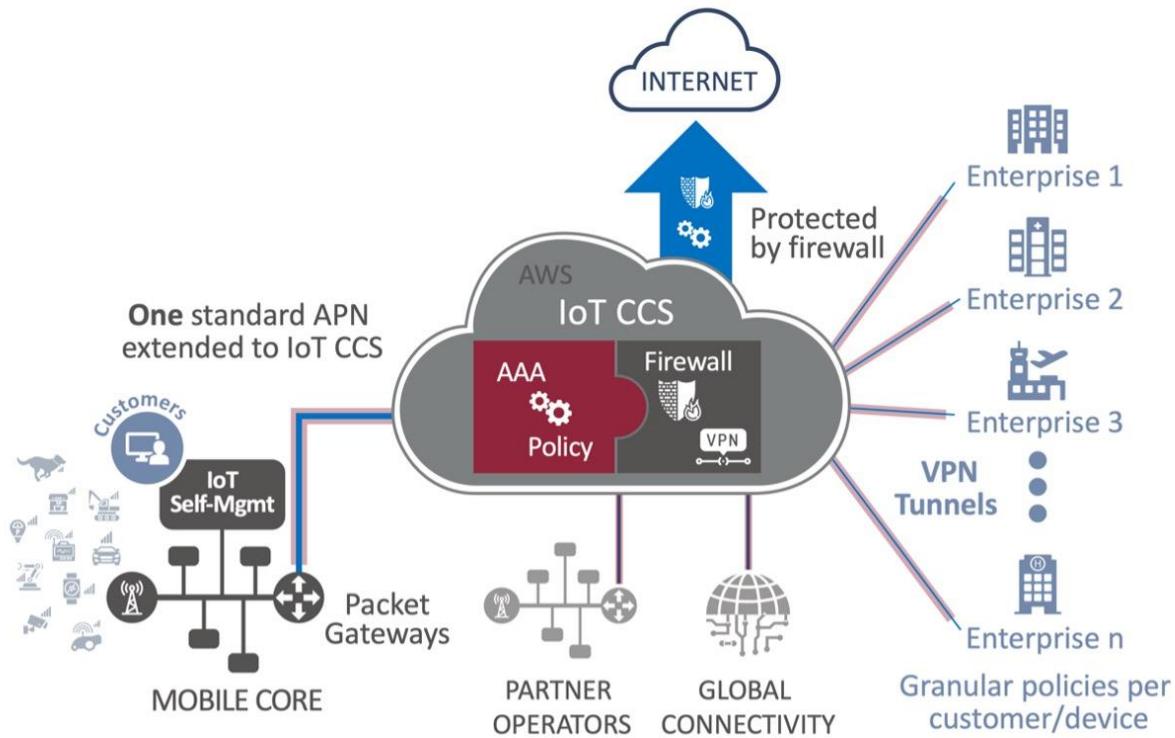 INTERNET
Protected
by firewall
Enterprise 1
Enterprise 2
Enterprise 3
VPN
Tunnels
Enterprise n
Granular policies per
customer/device
AWS
IoT CCS
AAA
Policy
Firewall
VPN
One standard APN
extended to IoT CCS
Customers
IoT
Self-Mgmt
Packet
Gateways
MOBILE CORE
PARTNER
OPERATORS
GLOBAL
CONNECTIVITY
H